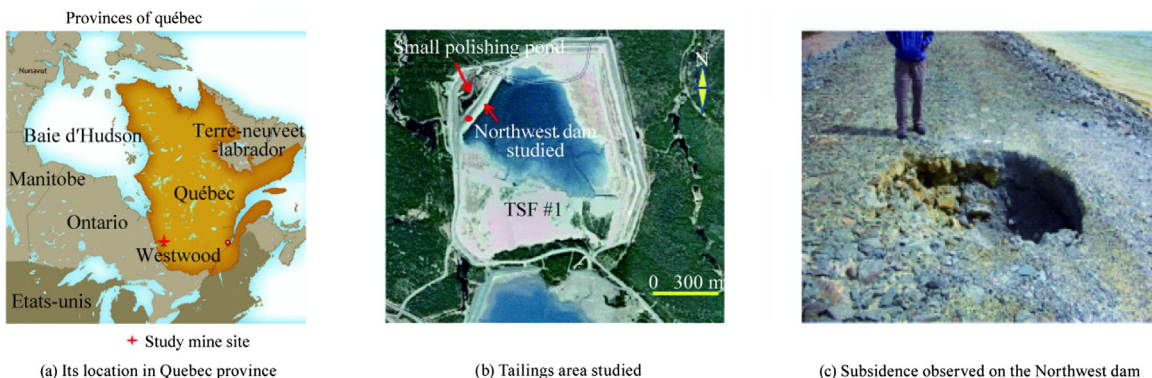 Provinces of québec
Nunavut
Baie d'Hudson
Terre-neuveet
-labrador
Manitobe
Québec
Ontario
Westwood
Etats-unis
Study mine site
(a) Its location in Quebec province
Small polishing pond
N
Northwest dam
studied
TSF #1
0 300 m
(b) Tailings area studied
(c) Subsidence observed on the Northwest dam